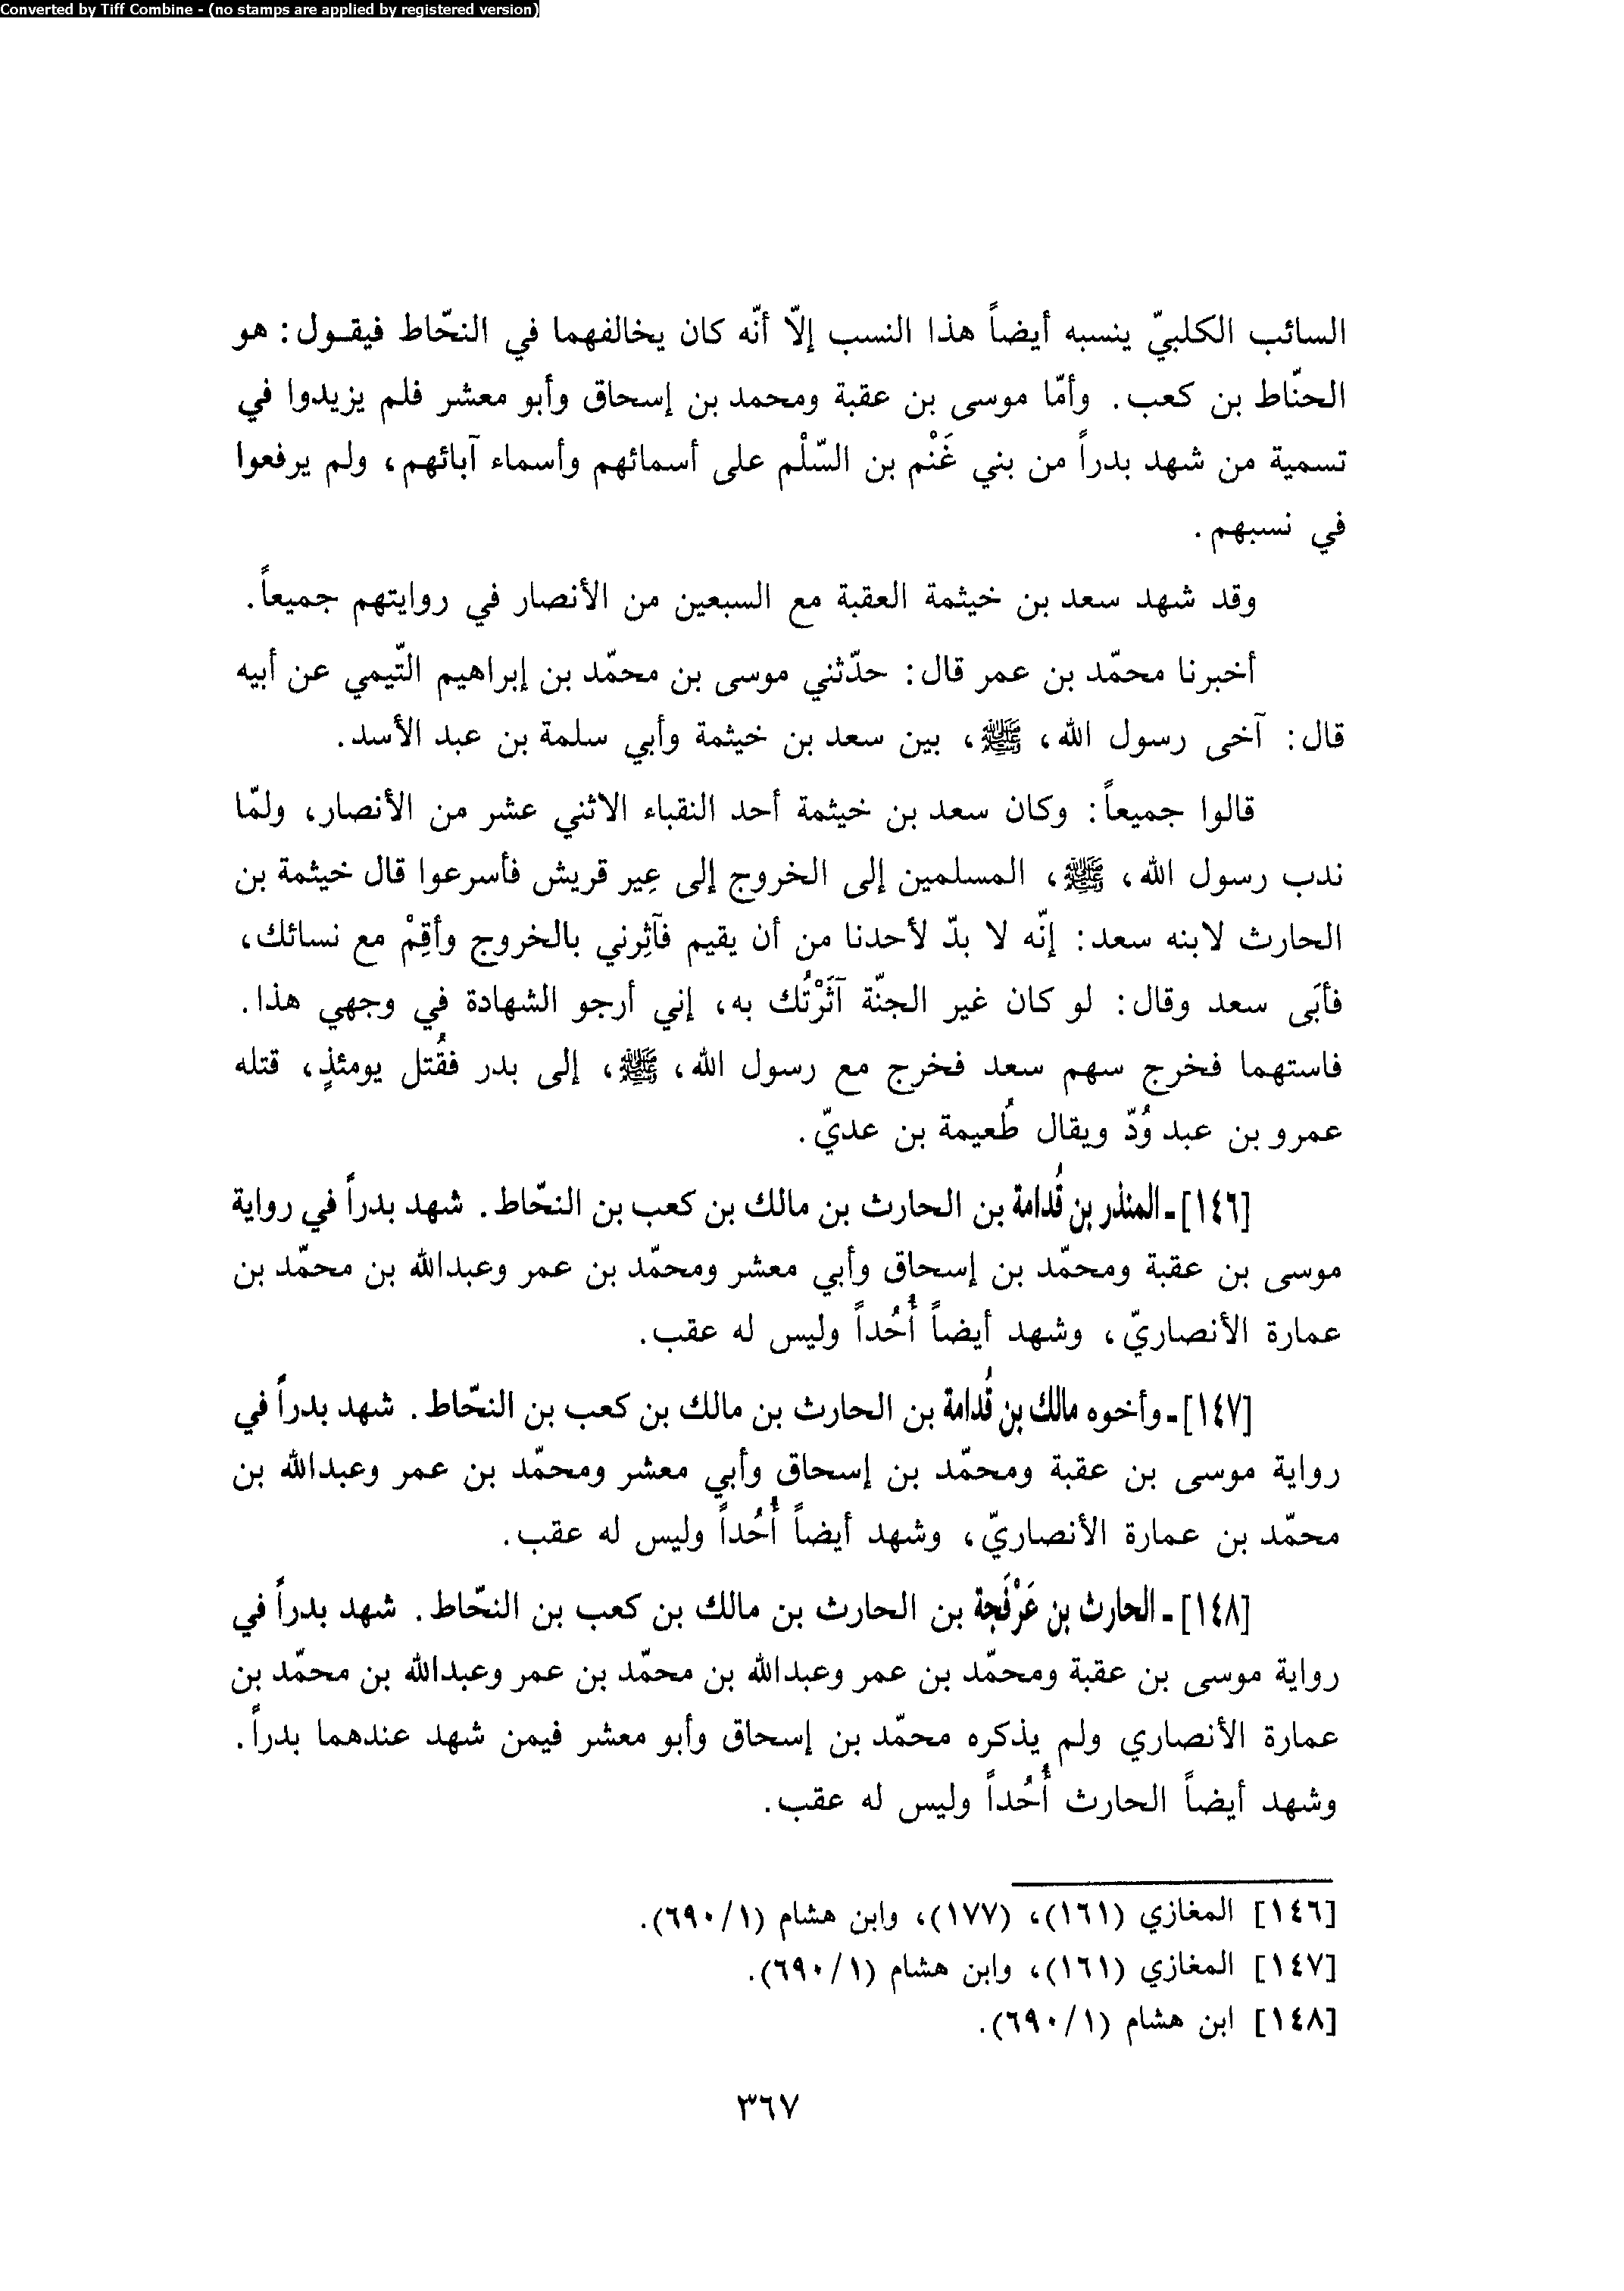 Converted by Tiff Combine - (no stamps are applied by registered version)
السائب الكلبيّ ينسبه أيضاً هذا النسب إلّا أنّه كان يخالفهما في النحّاط فيقـول: هو
الحنّاط بن كعب. وأمّا موسى بن عقبة ومحمد بن إسحاق وأبو معشر فلم يزيدوا في
تسمية من شهد بدراً من بني غَنْم بن السّلْم على أسمائهم وأسماء آبائهم، ولم يرفعوا
في نسبهم.
وقد شهد سعد بن خيثمة العقبة مع السبعين من الأنصار في روايتهم جميعاً.
أخبرنا محمّد بن عمر قال: حدّثني موسى بن محمّد بن إبراهيم التّيمي عن أبيه
قال: آخى رسول الله، ﷺ، بين سعد بن خيثمة وأبي سلمة بن عبد الأسد.
قالوا جميعاً: وكان سعد بن خيثمة أحد النقباء الاثني عشر من الأنصار، ولمّا
ندب رسول الله، ﷺ، المسلمين إلى الخروج إلى عِير قريش فأسرعوا قال خيثمة بن
الحارث لابنه سعد: إنّه لا بدّ لأحدنا من أن يقيم فآثِرني بالخروج وأقِمْ مع نسائك،
فأبَى سعد وقال: لو كان غير الجنّة آثَرْتُك به، إني أرجو الشهادة في وجهي هذا.
فاستهما فخرج سهم سعد فخرج مع رسول الله، ﷺ، إلى بدر فقُتل يومئذٍ، قتله
عمرو بن عبد وُدّ ويقال طُعيمة بن عديّ.
[١٤٦]ـ المنذر بن قُدامة بن الحارث بن مالك بن كعب بن النحّاط. شهد بدراً في رواية
موسى بن عقبة ومحمّد بن إسحاق وأبي معشر ومحمّد بن عمر وعبدالله بن محمّد بن
عمارة الأنصاريّ، وشهد أيضاً أُحُداً وليس له عقب.
[١٤٧]ـ وأخوه مالك بن قُدامة بن الحارث بن مالك بن كعب بن النحّاط. شهد بدراً في
رواية موسى بن عقبة ومحمّد بن إسحاق وأبي معشر ومحمّد بن عمر وعبدالله بن
محمّد بن عمارة الأنصاريّ، وشهد أيضاً أُحُداً وليس له عقب.
[١٤٨]ـ الحارث بن عَرْفَجة بن الحارث بن مالك بن كعب بن النحّاط. شهد بدراً في
رواية موسى بن عقبة ومحمّد بن عمر وعبدالله بن محمّد بن عمر وعبدالله بن محمّد بن
عمارة الأنصاري ولم يذكره محمّد بن إسحاق وأبو معشر فيمن شهد عندهما بدراً.
وشهد أيضاً الحارث أُحُداً وليس له عقب.
[١٤٦] المغازي (١٦١)، (١٧٧)، وابن هشام (١/ ٦٩٠).
[١٤٧] المغازي (١٦١)، وابن هشام (١/ ٦٩٠).
[١٤٨] ابن هشام (١/ ٦٩٠).
٣٦٧